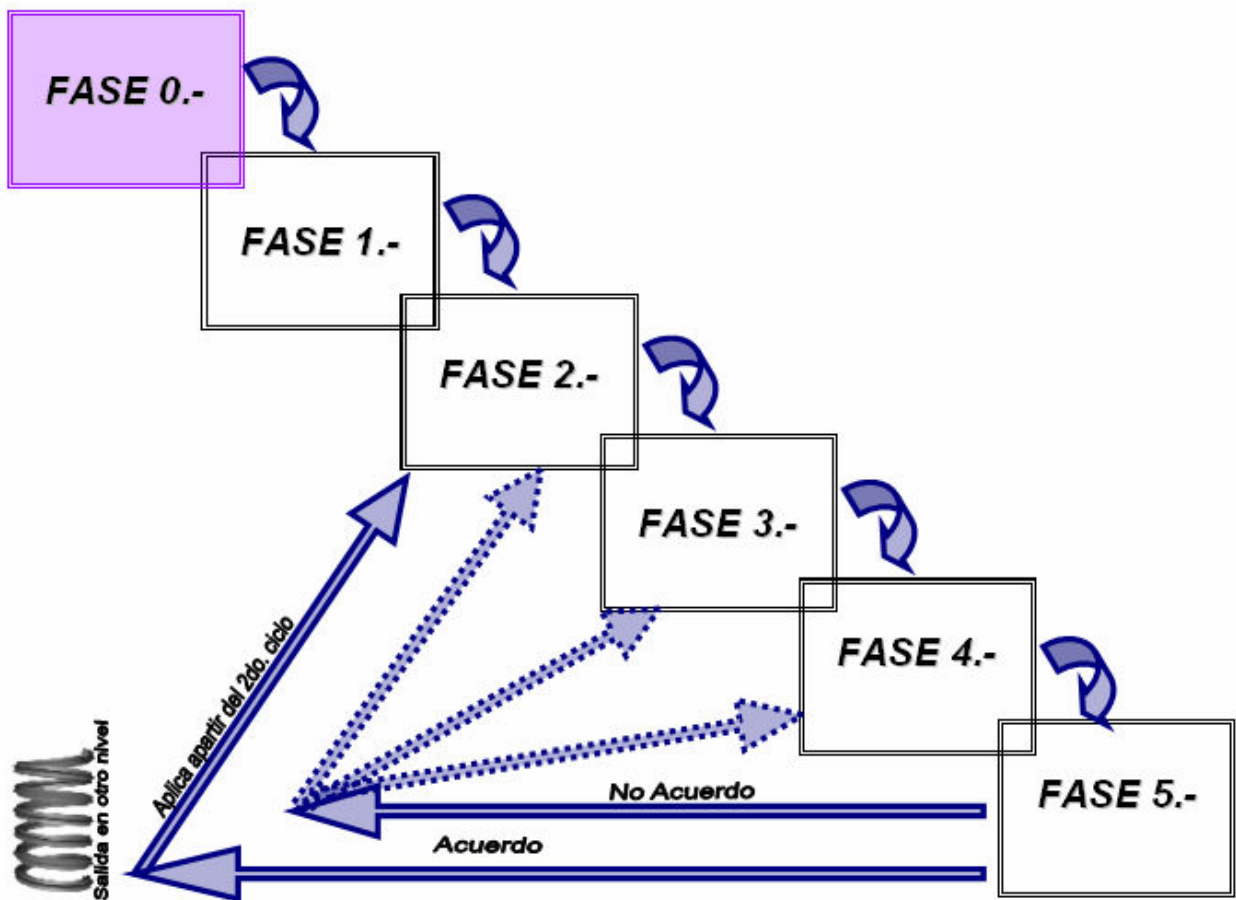 FASE 0.-
FASE 1.-
FASE 2.-
FASE 3.-
FASE 4.-
FASE 5.-
Aplica apartir del 2do. ciclo
Salida en otro nivel
No Acuerdo
Acuerdo